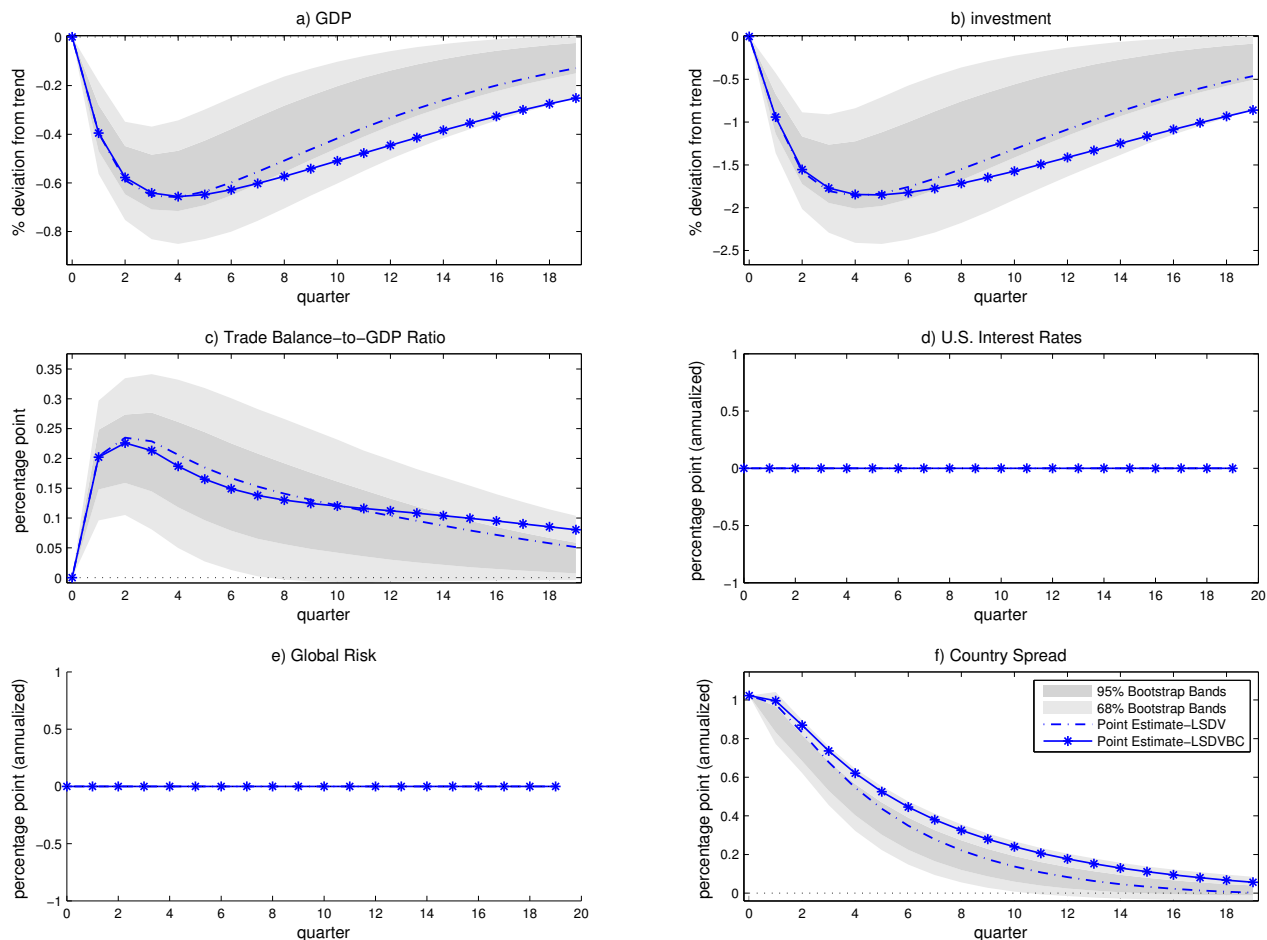 a) GDP
% deviation from trend
0
−0.2
−0.4
−0.6
−0.8
0 2 4 6 8 10 12 14 16 18
quarter
b) investment
% deviation from trend
0
−0.5
−1
−1.5
−2
−2.5
0 2 4 6 8 10 12 14 16 18
quarter
c) Trade Balance−to−GDP Ratio
percentage point
0.35
0.3
0.25
0.2
0.15
0.1
0.05
0
0 2 4 6 8 10 12 14 16 18
quarter
d) U.S. Interest Rates
percentage point (annualized)
1
0.5
0
−0.5
−1
0 2 4 6 8 10 12 14 16 18 20
quarter
e) Global Risk
percentage point (annualized)
1
0.5
0
−0.5
−1
0 2 4 6 8 10 12 14 16 18 20
quarter
f) Country Spread
percentage point (annualized)
1
0.8
0.6
0.4
0.2
0
0 2 4 6 8 10 12 14 16 18
quarter
95% Bootstrap Bands
68% Bootstrap Bands
Point Estimate−LSDV
Point Estimate−LSDVBC